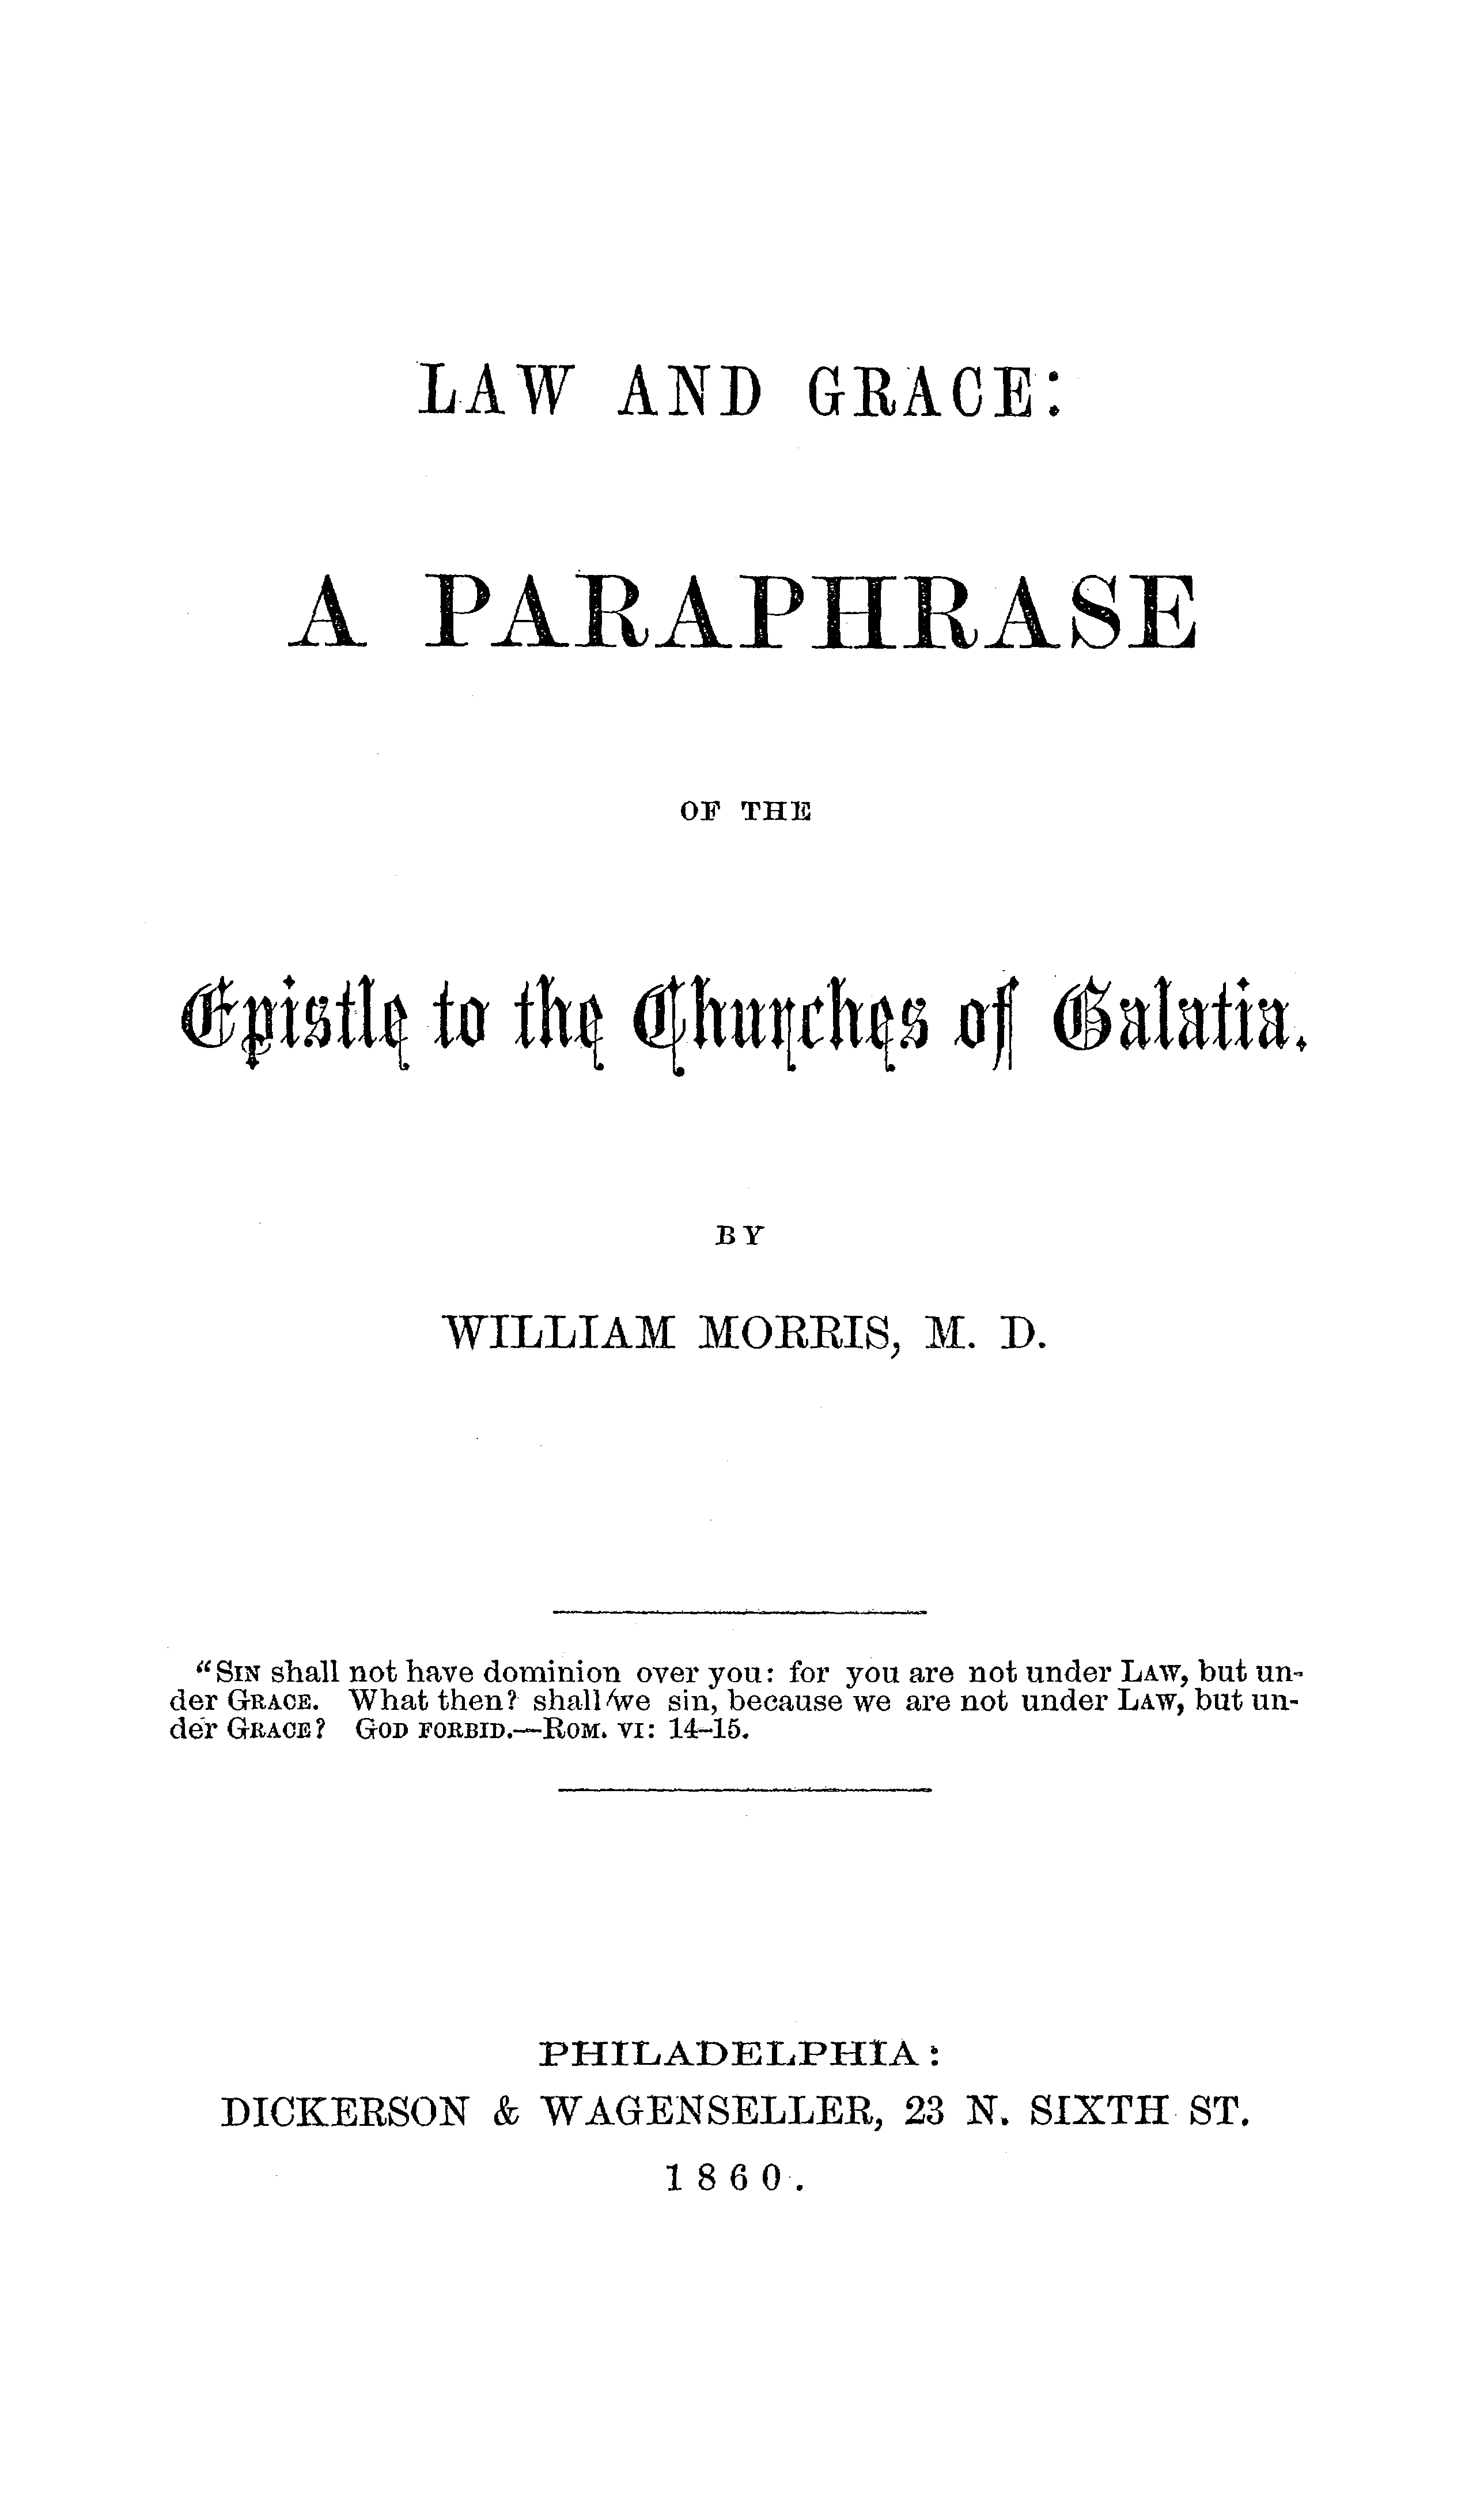 LAW AND GRACE:
A PARAPHRASE
OF THE
Epistle to the Churches of Galatia.
BY
WILLIAM MORRIS, M. D.
“SIN shall not have dominion over you: for you are not under LAW, but un-
der GRACE. What then? shall we sin, because we are not under LAW, but un-
der GRACE? GOD FORBID.—ROM. VI: 14–15.
PHILADELPHIA:
DICKERSON & WAGENSELLER, 23 N. SIXTH ST.
1860.